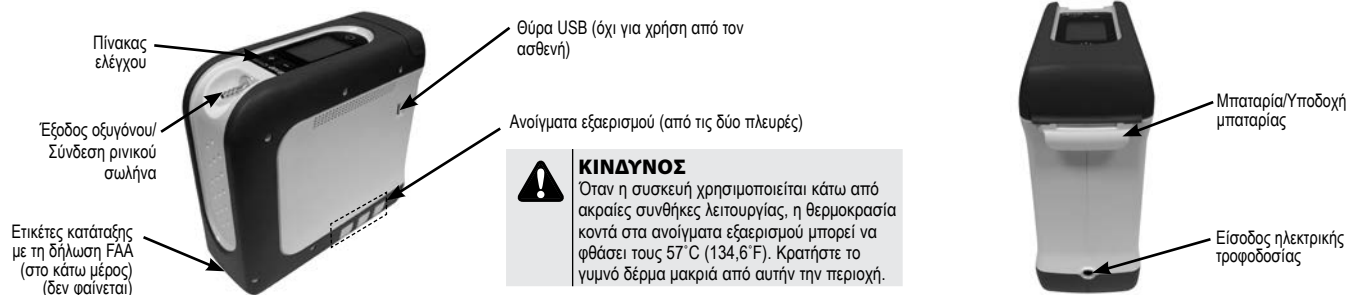 Πίνακας
ελέγχου
Έξοδος οξυγόνου/
Σύνδεση ρινικού
σωλήνα
Ετικέτες κατάταξης
με τη δήλωση FAA
(στο κάτω μέρος)
(δεν φαίνεται)
Θύρα USB (όχι για χρήση από τον
ασθενή)
Ανοίγματα εξαερισμού (από τις δύο πλευρές)
ΚΙΝΔΥΝΟΣ
Όταν η συσκευή χρησιμοποιείται κάτω από
ακραίες συνθήκες λειτουργίας, η θερμοκρασία
κοντά στα ανοίγματα εξαερισμού μπορεί να
φθάσει τους 57˚C (134,6˚F). Κρατήστε το
γυμνό δέρμα μακριά από αυτήν την περιοχή.
Μπαταρία/Υποδοχή
μπαταρίας
Είσοδος ηλεκτρικής
τροφοδοσίας